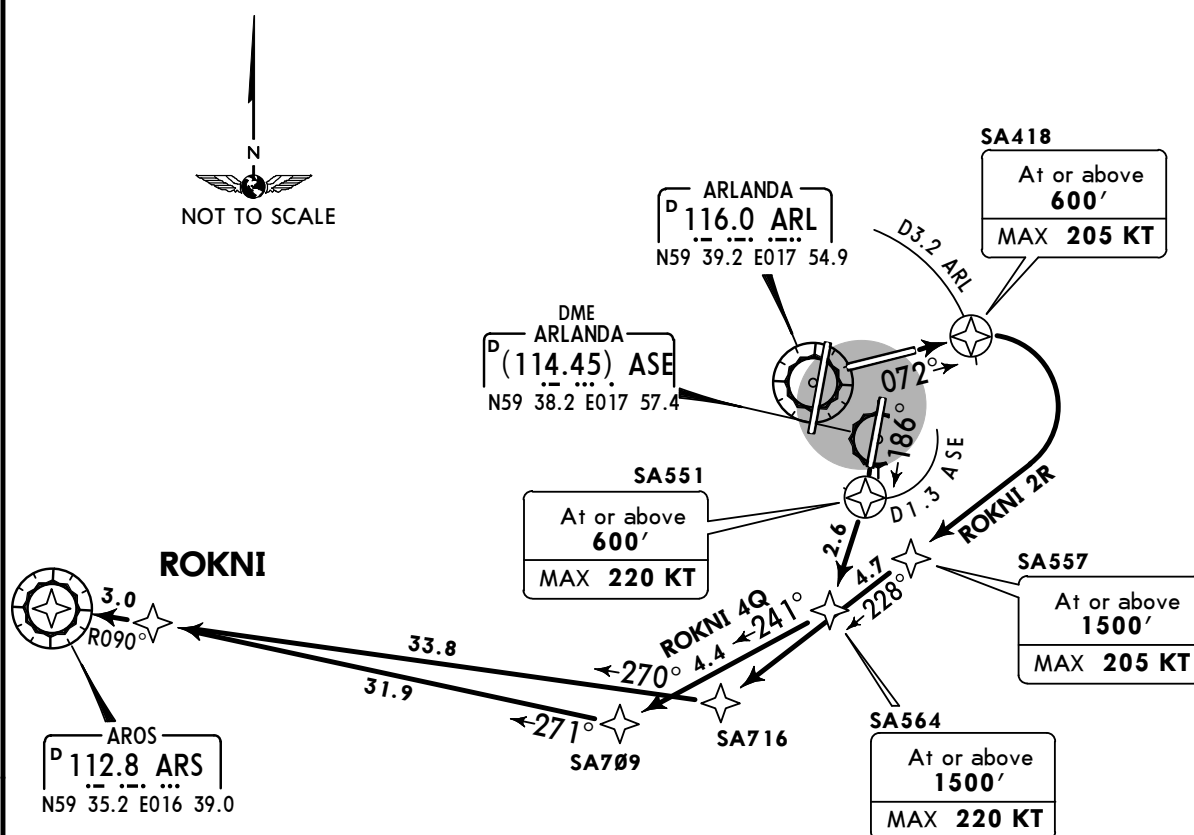 N
NOT TO SCALE
SA418
At or above
600′
MAX 205 KT
ARLANDA
D 116.0 ARL
N59 39.2 E017 54.9
D3.2 ARL
DME
ARLANDA
D (114.45) ASE
N59 38.2 E017 57.4
072°
186°
SA551
At or above
600′
MAX 220 KT
D1.3 ASE
ROKNI 2R
2.6
SA557
At or above
1500′
MAX 205 KT
4.7
228°
ROKNI
3.0
R090°
ROKNI 4Q
241°
4.4
33.8
270°
31.9
271°
SA7Ø9
SA716
SA564
At or above
1500′
MAX 220 KT
AROS
D 112.8 ARS
N59 35.2 E016 39.0